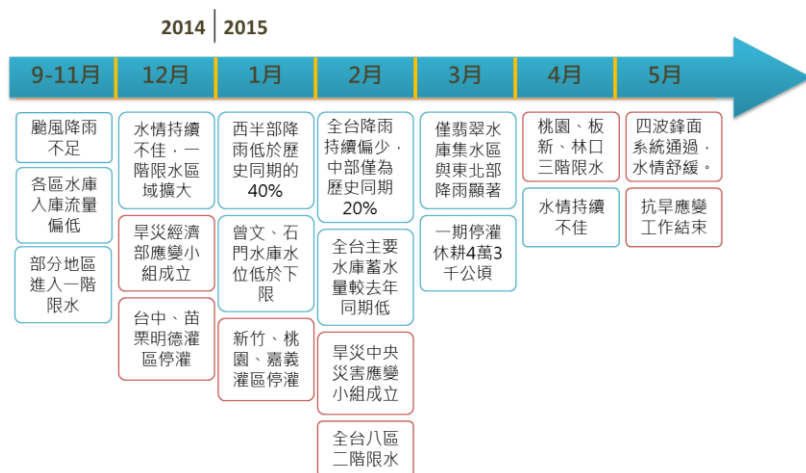 2014 2015
9-11月
12月
1月
2月
3月
4月
5月
颱風降雨
不足
各區水庫
入庫流量
偏低
部分地區
進入一階
限水
水情持續
不佳，一
階限水區
域擴大
旱災經濟
部應變小
組成立
台中、苗
栗明德灌
區停灌
西半部降
雨低於歷
史同期的
40%
曾文、石
門水庫水
位低於下
限
新竹、桃
園、嘉義
灌區停灌
全台降雨
持續偏少，
中部僅為
歷史同期
20%
全台主要
水庫蓄水
量較去年
同期低
旱災中央
災害應變
小組成立
全台八區
二階限水
僅翡翠水
庫集水區
與東北部
降雨顯著
一期停灌
休耕4萬3
千公頃
桃園、板
新、林口
三階限水
水情持續
不佳
四波鋒面
系統通過，
水情舒緩。
抗旱應變
工作結束